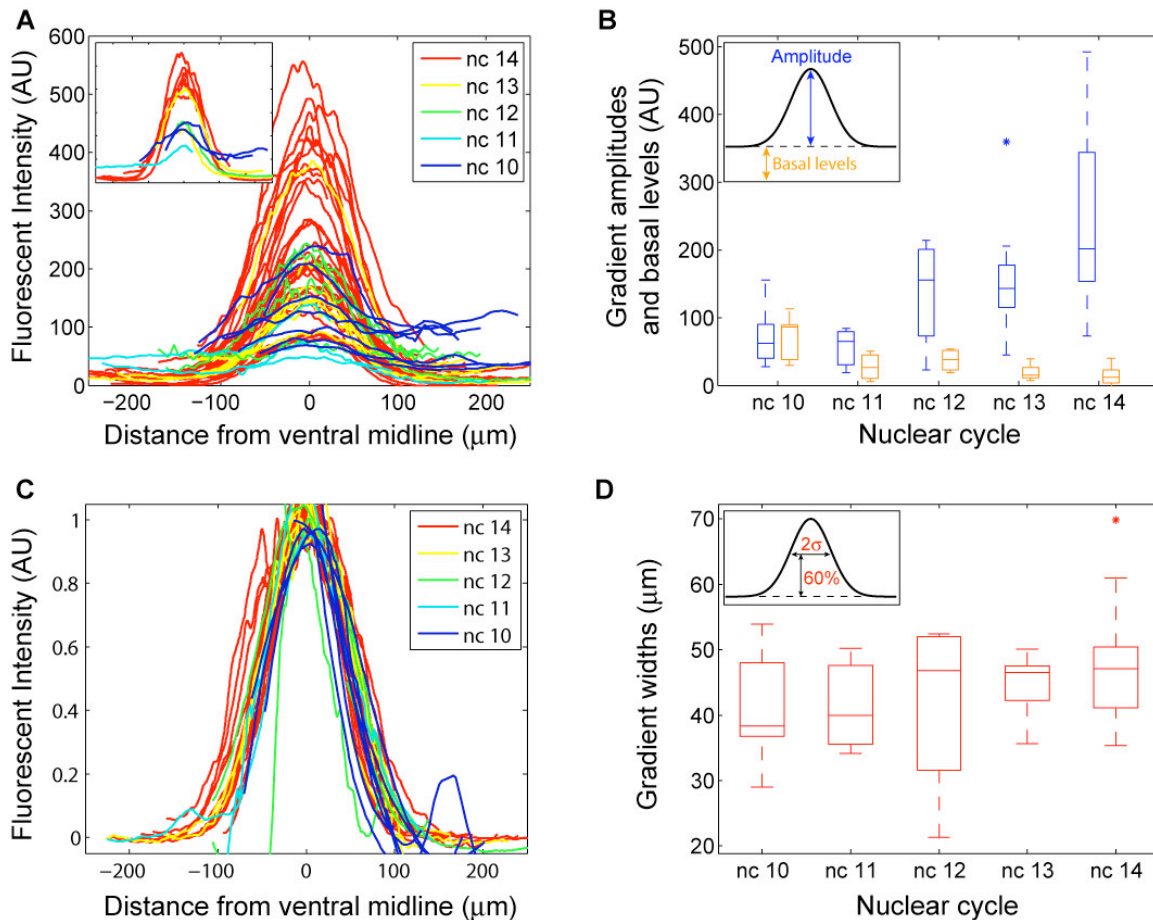 A
Fluorescent Intensity (AU)
600
500
400
300
200
100
0
−200
−100
0
100
200
Distance from ventral midline (μm)
nc 14
nc 13
nc 12
nc 11
nc 10
B
Gradient amplitudes
and basal levels (AU)
500
400
300
200
100
0
Amplitude
Basal levels
nc 10
nc 11
nc 12
nc 13
nc 14
Nuclear cycle
C
Fluorescent Intensity (AU)
1
0.8
0.6
0.4
0.2
0
−200
−100
0
100
200
Distance from ventral midline (μm)
nc 14
nc 13
nc 12
nc 11
nc 10
D
Gradient widths (μm)
70
60
50
40
30
20
2σ
60%
nc 10
nc 11
nc 12
nc 13
nc 14
Nuclear cycle